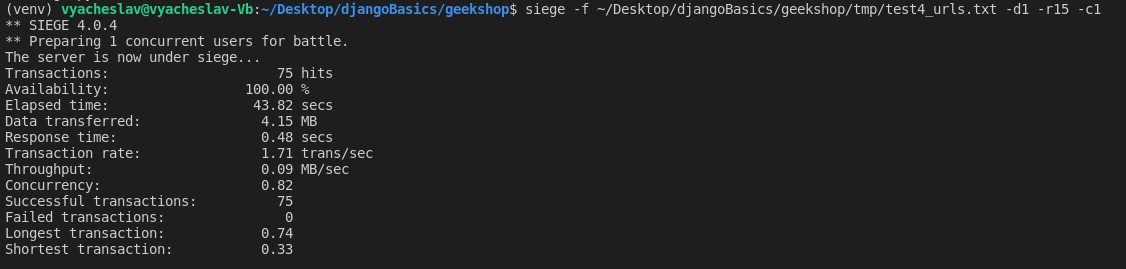 (venv) vyacheslav@vyacheslav-Vb:~/Desktop/djangoBasics/geekshop$ siege -f ~/Desktop/djangoBasics/geekshop/tmp/test4_urls.txt -d1 -r15 -c1
** SIEGE 4.0.4
** Preparing 1 concurrent users for battle.
The server is now under siege...
Transactions: 75 hits
Availability: 100.00 %
Elapsed time: 43.82 secs
Data transferred: 4.15 MB
Response time: 0.48 secs
Transaction rate: 1.71 trans/sec
Throughput: 0.09 MB/sec
Concurrency: 0.82
Successful transactions: 75
Failed transactions: 0
Longest transaction: 0.74
Shortest transaction: 0.33